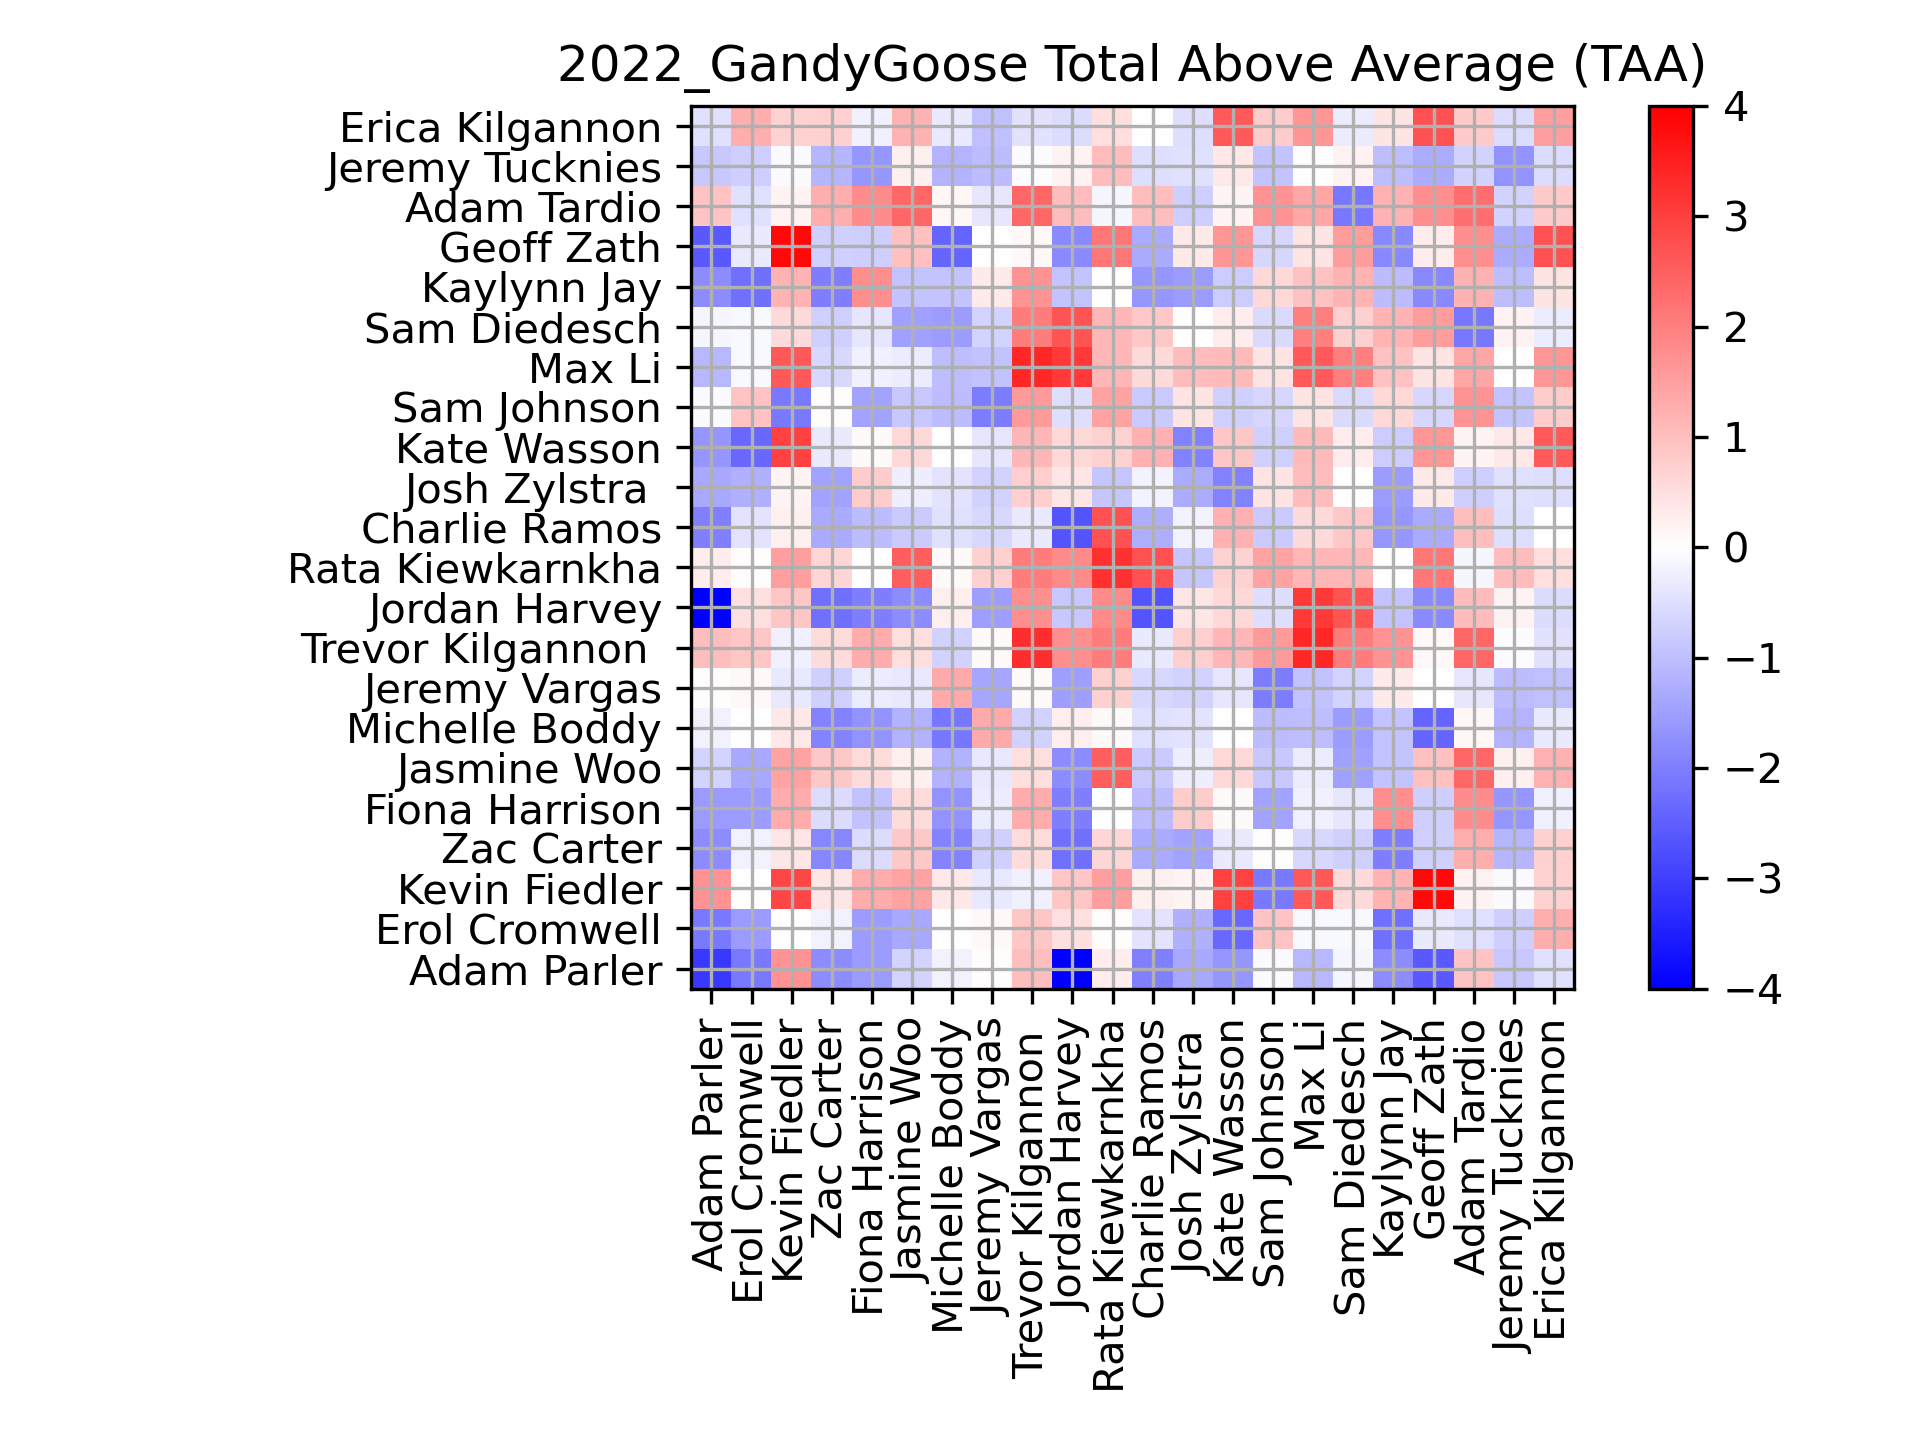 2022_GandyGoose Total Above Average (TAA)
Erica Kilgannon
Jeremy Tucknies
Adam Tardio
Geoff Zath
Kaylynn Jay
Sam Diedesch
Max Li
Sam Johnson
Kate Wasson
Josh Zylstra
Charlie Ramos
Rata Kiewkarnkha
Jordan Harvey
Trevor Kilgannon
Jeremy Vargas
Michelle Boddy
Jasmine Woo
Fiona Harrison
Zac Carter
Kevin Fiedler
Erol Cromwell
Adam Parler
Adam Parler
Erol Cromwell
Kevin Fiedler
Zac Carter
Fiona Harrison
Jasmine Woo
Michelle Boddy
Jeremy Vargas
Trevor Kilgannon
Jordan Harvey
Rata Kiewkarnkha
Charlie Ramos
Josh Zylstra
Kate Wasson
Sam Johnson
Max Li
Sam Diedesch
Kaylynn Jay
Geoff Zath
Adam Tardio
Jeremy Tucknies
Erica Kilgannon
4
3
2
1
0
−1
−2
−3
−4